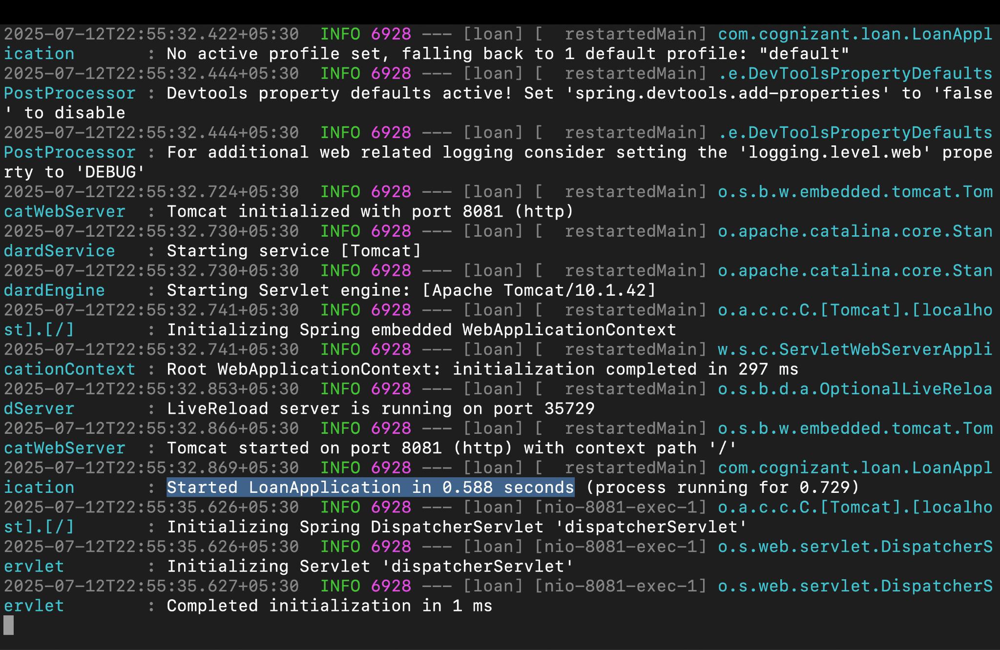 2025-07-12T22:55:32.422+05:30  INFO 6928 --- [loan] [  restartedMain] com.cognizant.loan.LoanAppl
ication       : No active profile set, falling back to 1 default profile: "default"
2025-07-12T22:55:32.444+05:30  INFO 6928 --- [loan] [  restartedMain] .e.DevToolsPropertyDefaults
PostProcessor : Devtools property defaults active! Set 'spring.devtools.add-properties' to 'false
' to disable
2025-07-12T22:55:32.444+05:30  INFO 6928 --- [loan] [  restartedMain] .e.DevToolsPropertyDefaults
PostProcessor : For additional web related logging consider setting the 'logging.level.web' prope
rty to 'DEBUG'
2025-07-12T22:55:32.724+05:30  INFO 6928 --- [loan] [  restartedMain] o.s.b.w.embedded.tomcat.Tom
catWebServer  : Tomcat initialized with port 8081 (http)
2025-07-12T22:55:32.730+05:30  INFO 6928 --- [loan] [  restartedMain] o.apache.catalina.core.Stan
dardService   : Starting service [Tomcat]
2025-07-12T22:55:32.730+05:30  INFO 6928 --- [loan] [  restartedMain] o.apache.catalina.core.Stan
dardEngine    : Starting Servlet engine: [Apache Tomcat/10.1.42]
2025-07-12T22:55:32.741+05:30  INFO 6928 --- [loan] [  restartedMain] o.a.c.c.C.[Tomcat].[localho
st].[/]       : Initializing Spring embedded WebApplicationContext
2025-07-12T22:55:32.741+05:30  INFO 6928 --- [loan] [  restartedMain] w.s.c.ServletWebServerAppli
cationContext : Root WebApplicationContext: initialization completed in 297 ms
2025-07-12T22:55:32.853+05:30  INFO 6928 --- [loan] [  restartedMain] o.s.b.d.a.OptionalLiveReloa
dServer       : LiveReload server is running on port 35729
2025-07-12T22:55:32.866+05:30  INFO 6928 --- [loan] [  restartedMain] o.s.b.w.embedded.tomcat.Tom
catWebServer  : Tomcat started on port 8081 (http) with context path '/'
2025-07-12T22:55:32.869+05:30  INFO 6928 --- [loan] [  restartedMain] com.cognizant.loan.LoanAppl
ication       : Started LoanApplication in 0.588 seconds (process running for 0.729)
2025-07-12T22:55:35.626+05:30  INFO 6928 --- [loan] [nio-8081-exec-1] o.a.c.c.C.[Tomcat].[localho
st].[/]       : Initializing Spring DispatcherServlet 'dispatcherServlet'
2025-07-12T22:55:35.626+05:30  INFO 6928 --- [loan] [nio-8081-exec-1] o.s.web.servlet.DispatcherS
ervlet        : Initializing Servlet 'dispatcherServlet'
2025-07-12T22:55:35.627+05:30  INFO 6928 --- [loan] [nio-8081-exec-1] o.s.web.servlet.DispatcherS
ervlet        : Completed initialization in 1 ms